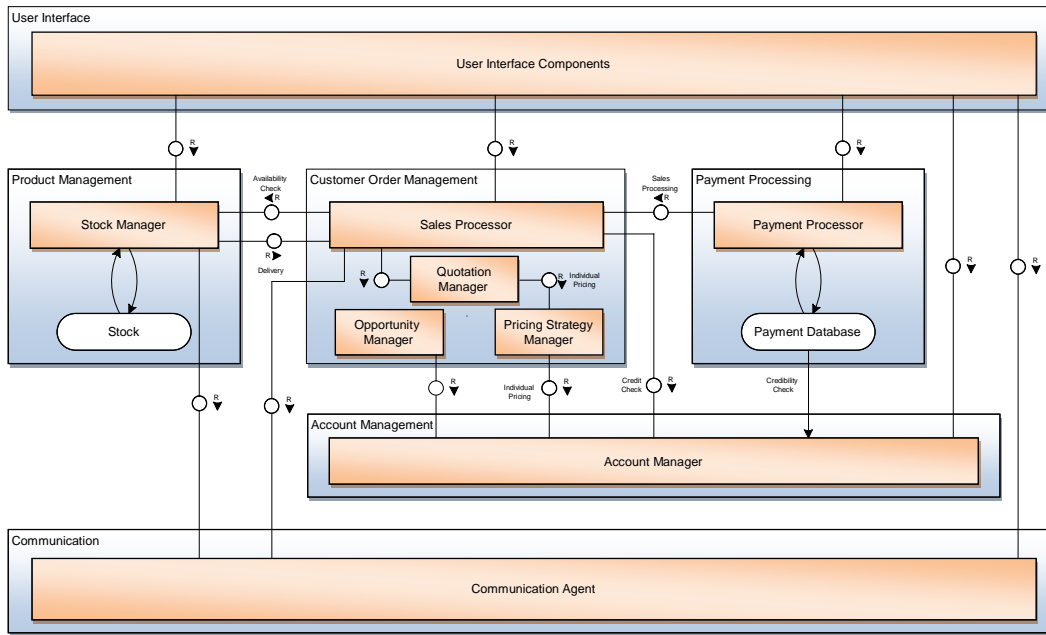 User Interface
User Interface Components
R
R
R
R
R
Product Management
Availability
Check
R
Customer Order Management
Sales
Processing
R
Payment Processing
Stock Manager
Sales Processor
Payment Processor
R
Delivery
R
Quotation
Manager
R
Individual
Pricing
Stock
Opportunity
Manager
Pricing Strategy
Manager
Payment Database
R
R
R
Individual
Pricing
R
Credit
Check
R
Credibility
Check
Account Management
Account Manager
Communication
Communication Agent